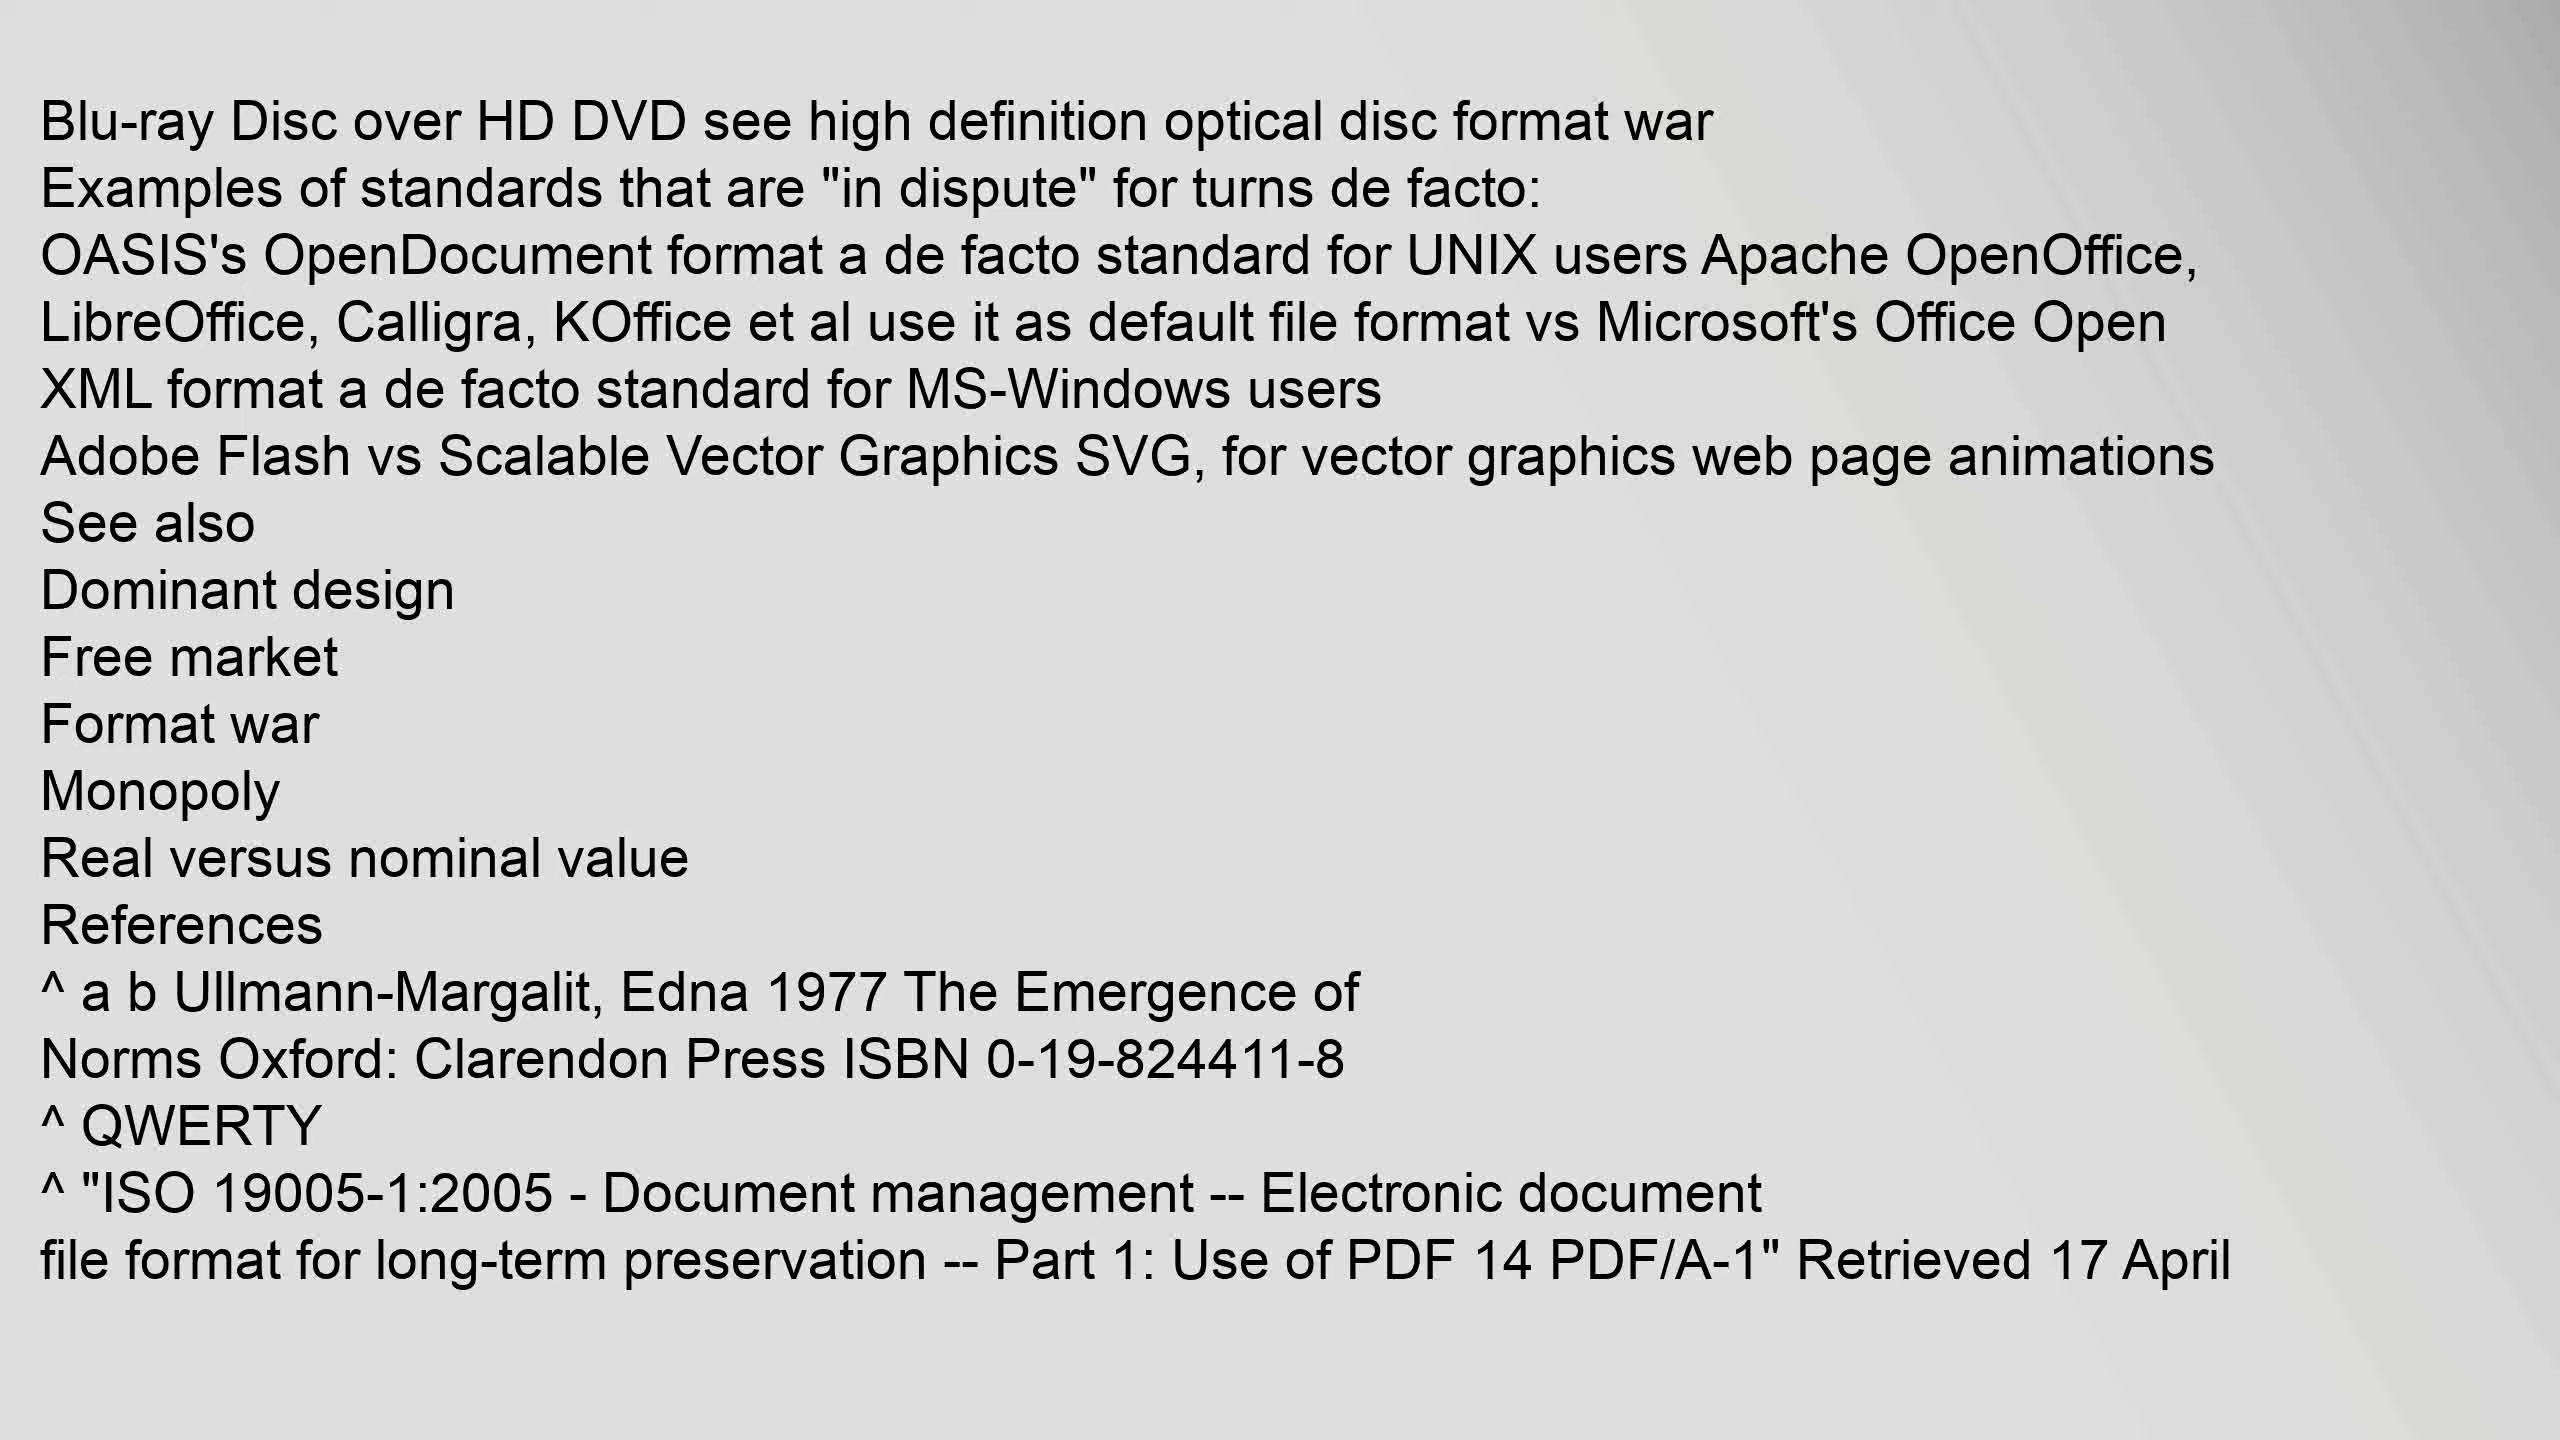 Blu-ray Disc over HD DVD see high definition optical disc format war
Examples of standards that are "in dispute" for turns de facto:
OASIS's OpenDocument format a de facto standard for UNIX users Apache OpenOffice,
LibreOffice, Calligra, KOffice et al use it as default file format vs Microsoft's Office Open
XML format a de facto standard for MS-Windows users
Adobe Flash vs Scalable Vector Graphics SVG, for vector graphics web page animations
See also
Dominant design
Free market
Format war
Monopoly
Real versus nominal value
References
^ a b Ullmann-Margalit, Edna 1977 The Emergence of
Norms Oxford: Clarendon Press ISBN 0-19-824411-8
^ QWERTY
^ "ISO 19005-1:2005 - Document management -- Electronic document
file format for long-term preservation -- Part 1: Use of PDF 14 PDF/A-1" Retrieved 17 April